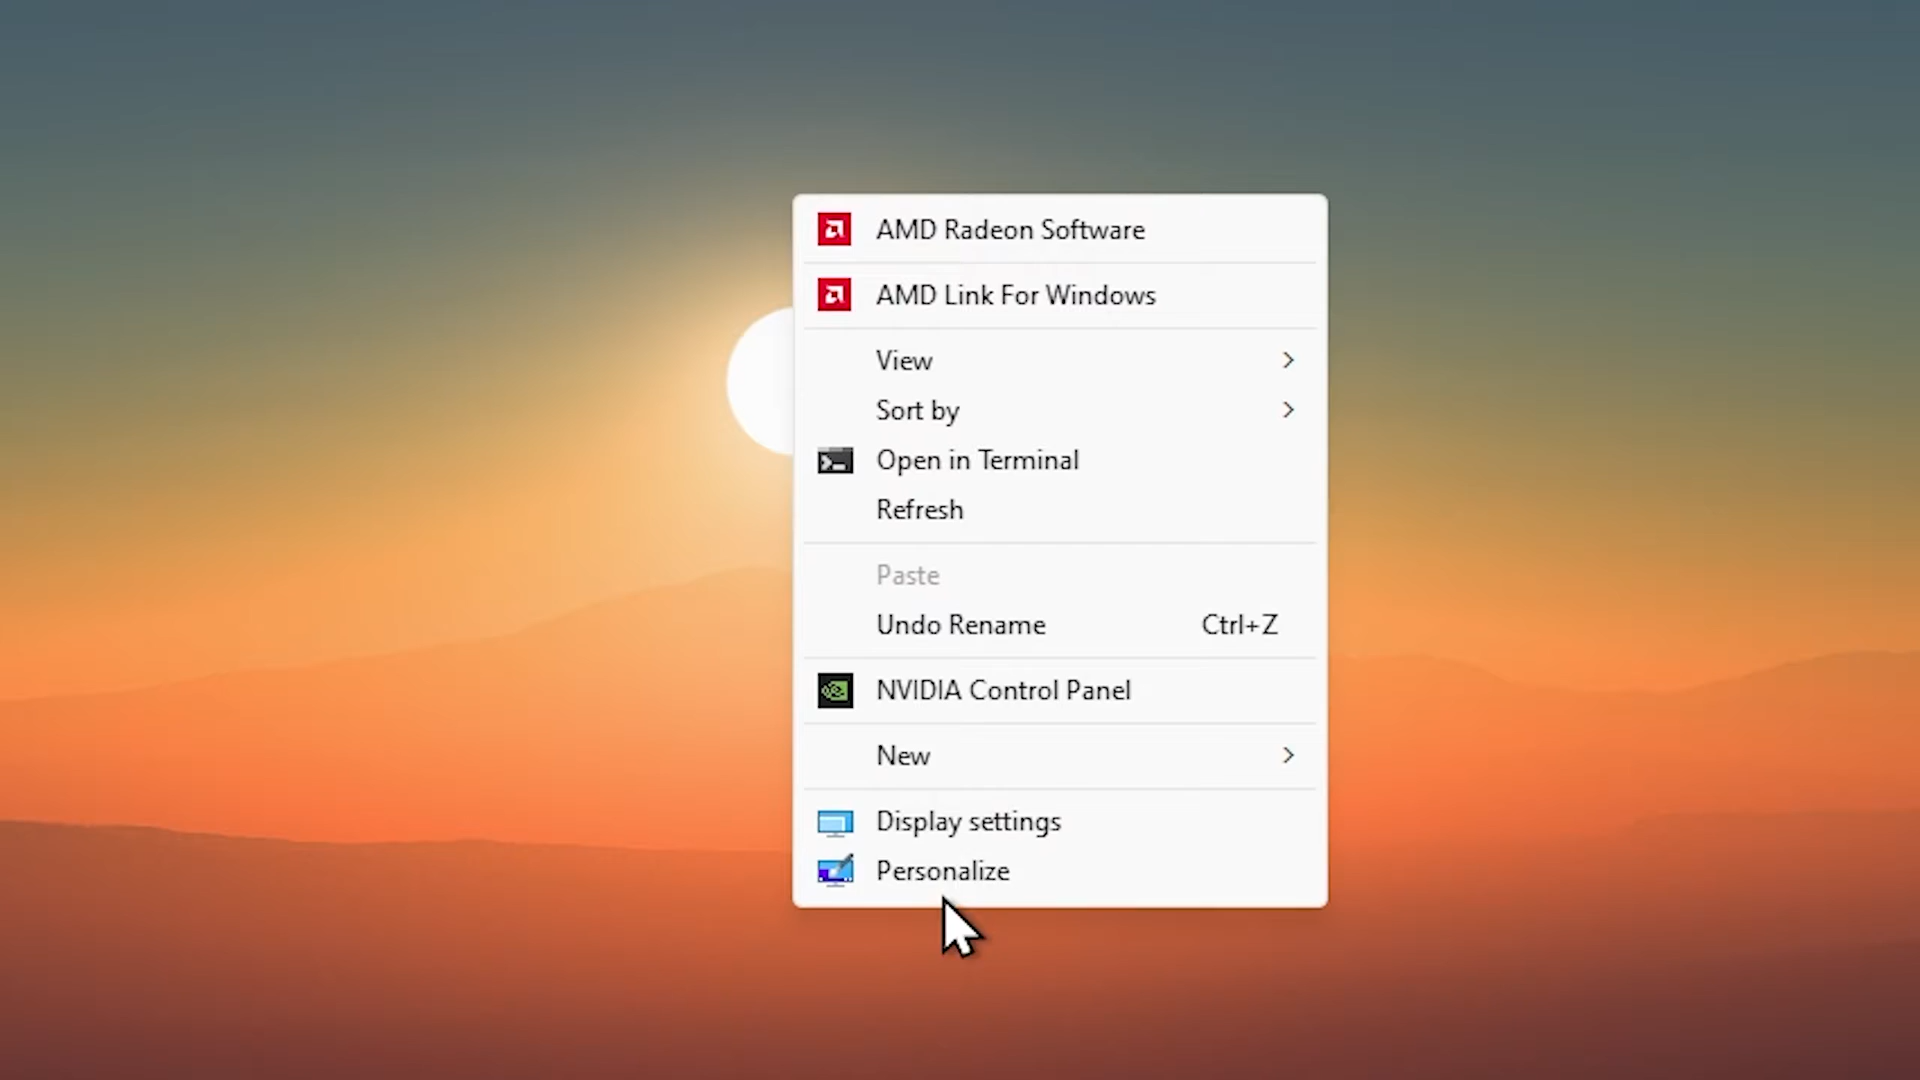 AMD Radeon Software
AMD Link For Windows
View
Sort by
Open in Terminal
Refresh
Paste
Undo Rename Ctrl+Z
NVIDIA Control Panel
New
Display settings
Personalize